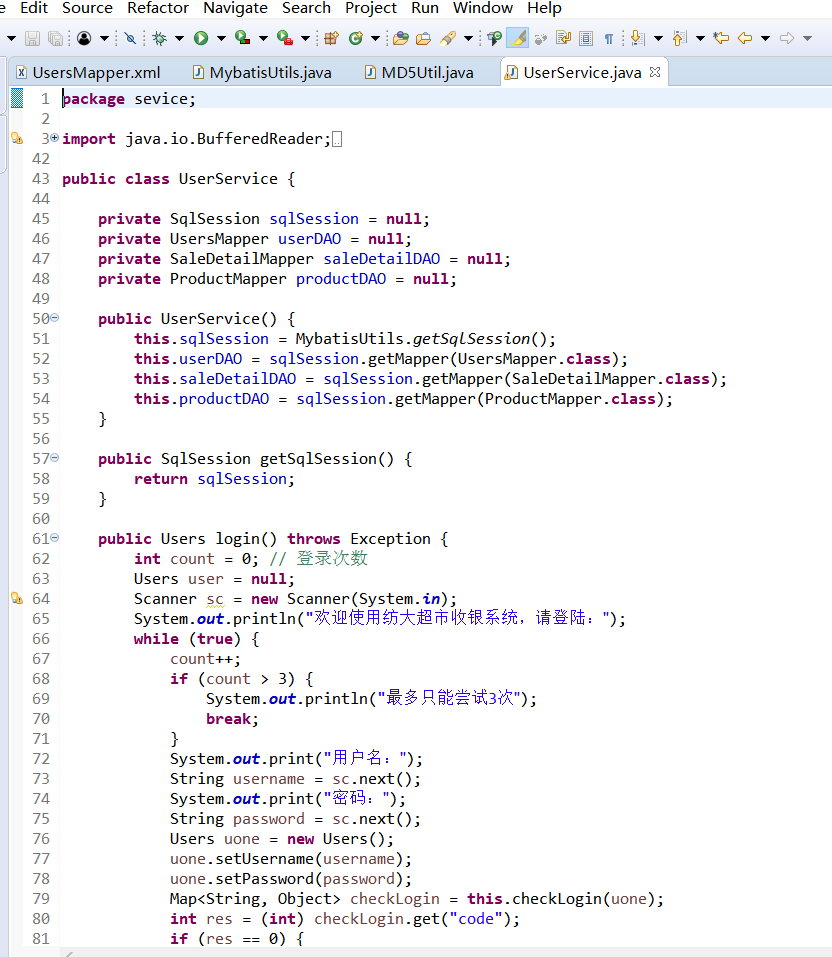 e Edit Source Refactor Navigate Search Project Run Window Help
UsersMapper.xml MybatisUtils.java MD5Util.java UserService.java
1 package sevice;
2
3 import java.io.BufferedReader;
42
43 public class UserService {
44
45 private SqlSession sqlSession = null;
46 private UsersMapper userDAO = null;
47 private SaleDetailMapper saleDetailDAO = null;
48 private ProductMapper productDAO = null;
49
50 public UserService() {
51 this.sqlSession = MybatisUtils.getSqlSession();
52 this.userDAO = sqlSession.getMapper(UsersMapper.class);
53 this.saleDetailDAO = sqlSession.getMapper(SaleDetailMapper.class);
54 this.productDAO = sqlSession.getMapper(ProductMapper.class);
55 }
56
57 public SqlSession getSqlSession() {
58 return sqlSession;
59 }
60
61 public Users login() throws Exception {
62 int count = 0; // 登录次数
63 Users user = null;
64 Scanner sc = new Scanner(System.in);
65 System.out.println("欢迎使用纺大超市收银系统，请登陆：");
66 while (true) {
67 count++;
68 if (count > 3) {
69 System.out.println("最多只能尝试3次");
70 break;
71 }
72 System.out.print("用户名：");
73 String username = sc.next();
74 System.out.print("密码：");
75 String password = sc.next();
76 Users uone = new Users();
77 uone.setUsername(username);
78 uone.setPassword(password);
79 Map<String, Object> checkLogin = this.checkLogin(uone);
80 int res = (int) checkLogin.get("code");
81 if (res == 0) {